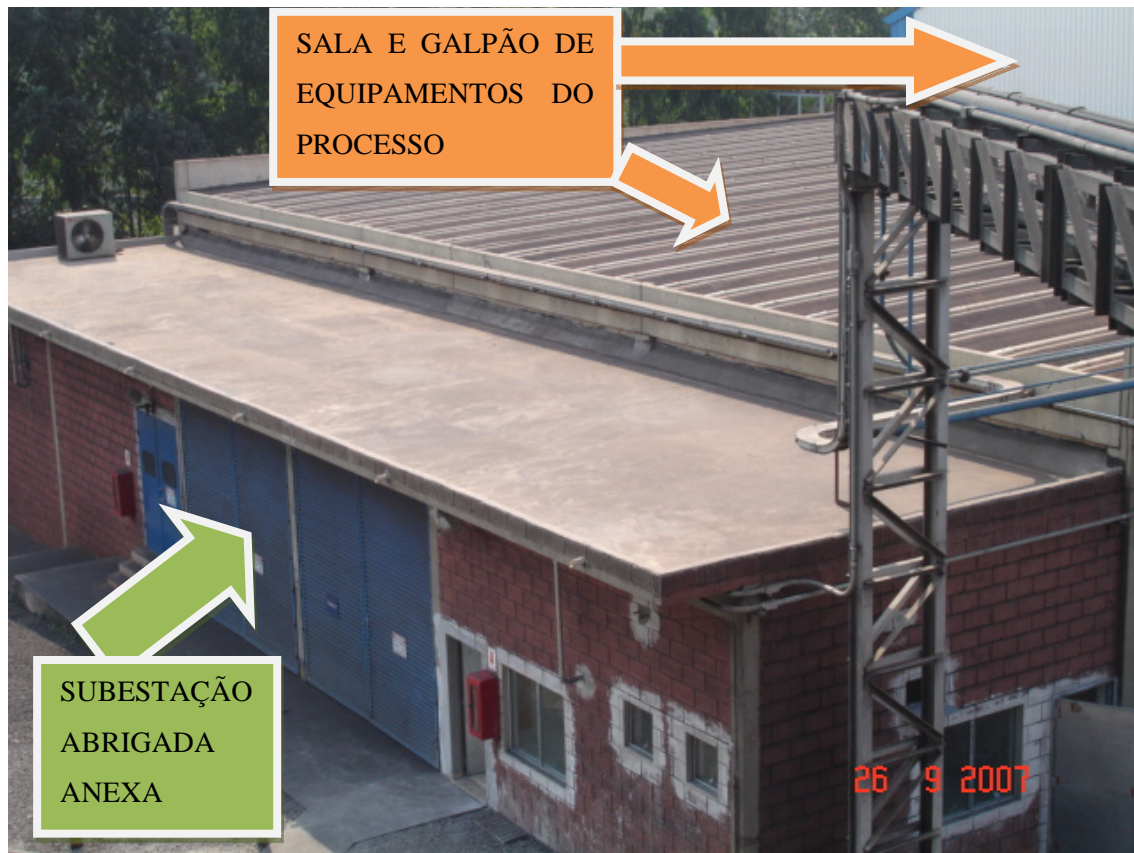 SALA E GALPÃO DE
EQUIPAMENTOS DO
PROCESSO
SUBESTAÇÃO
ABRIGADA
ANEXA
26 9 2007